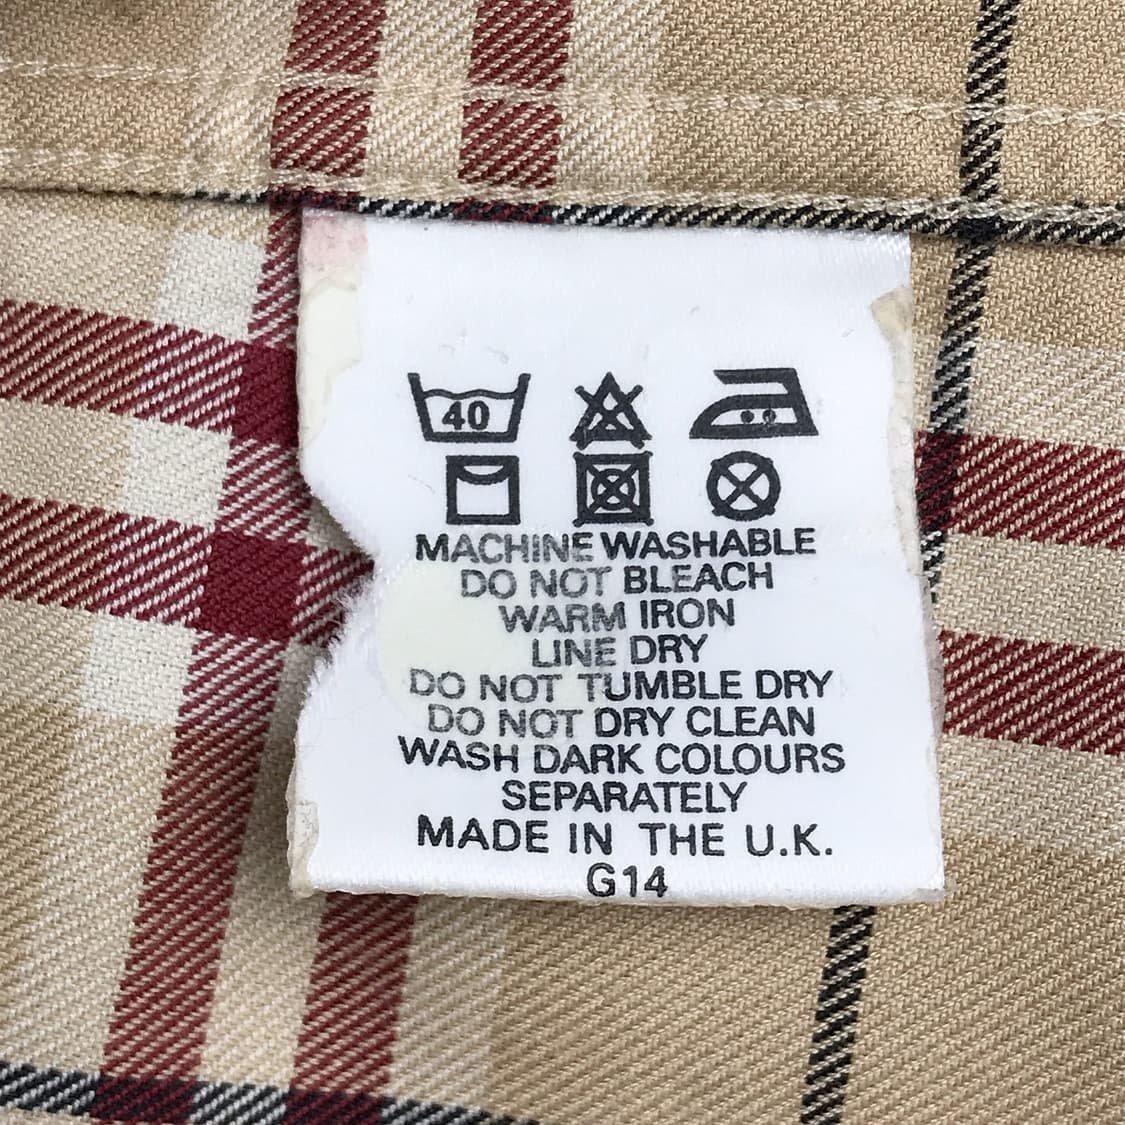 40
MACHINE WASHABLE
DO NOT BLEACH
WARM IRON
LINE DRY
DO NOT TUMBLE DRY
DO NOT DRY CLEAN
WASH DARK COLOURS
SEPARATELY
MADE IN THE U.K.
G14